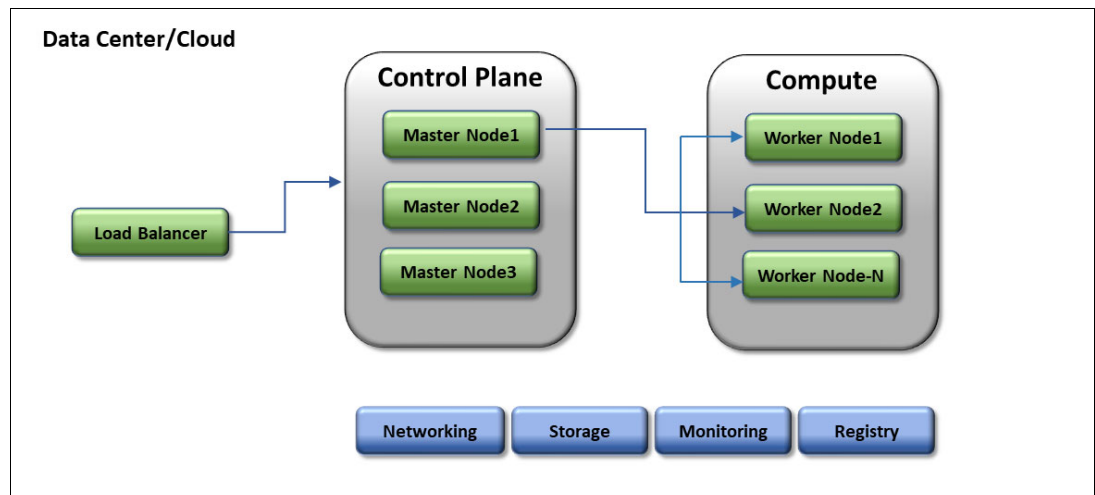 Data Center/Cloud
Control Plane
Master Node1
Master Node2
Master Node3
Load Balancer
Compute
Worker Node1
Worker Node2
Worker Node-N
Networking
Storage
Monitoring
Registry